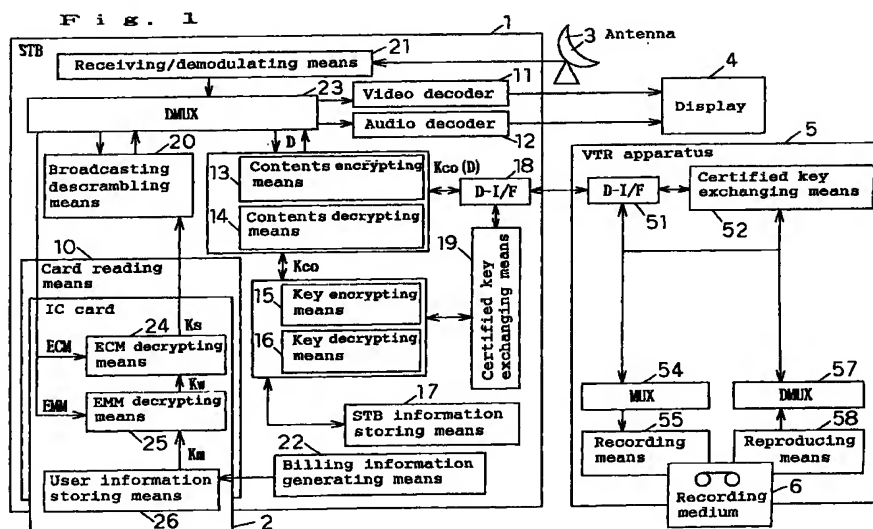 Fig. 1
STB
1
Receiving/demodulating means
21
3
Antenna
23
DMUX
Video decoder
11
Audio decoder
12
Display
4
20
Broadcasting
descrambling
means
D
13
Contents encrypting
means
14
Contents decrypting
means
Kco(D)
18
D-I/F
5
VTR apparatus
D-I/F
51
Certified key
exchanging means
52
10
Card reading
means
Kco
19
Certified key
exchanging means
IC card
24
Ks
ECM
ECM decrypting
means
Kw
EMM
EMM decrypting
means
25
Km
15
Key encrypting
means
16
Key decrypting
means
17
STB information
storing means
22
Billing information
generating means
User information
storing means
26
2
54
MUX
57
DMUX
55
Recording
means
58
Reproducing
means
Recording
medium
6